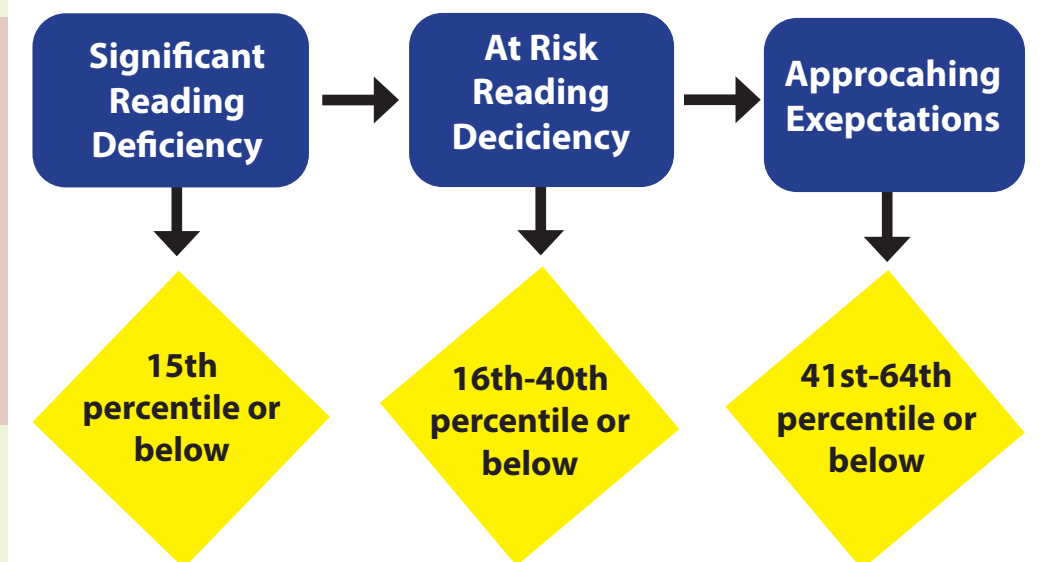 Significant
Reading
Deficiency
At Risk
Reading
Deciciency
Approcahing
Exepctations
15th
percentile or
below
16th-40th
percentile or
below
41st-64th
percentile or
below